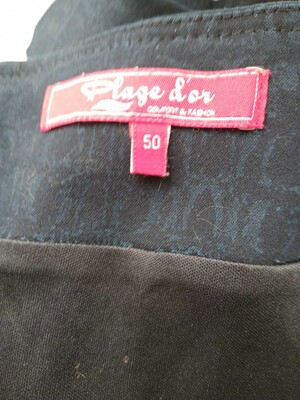 Plage d'or
COMFORT & FASHION
50